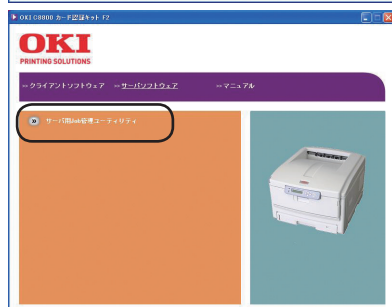 OKI C8800 カード認証キット F2
OKI
PRINTING SOLUTIONS
クライアントソフトウェア サーバソフトウェア マニュアル
サーバ用Job管理ユーティリティ